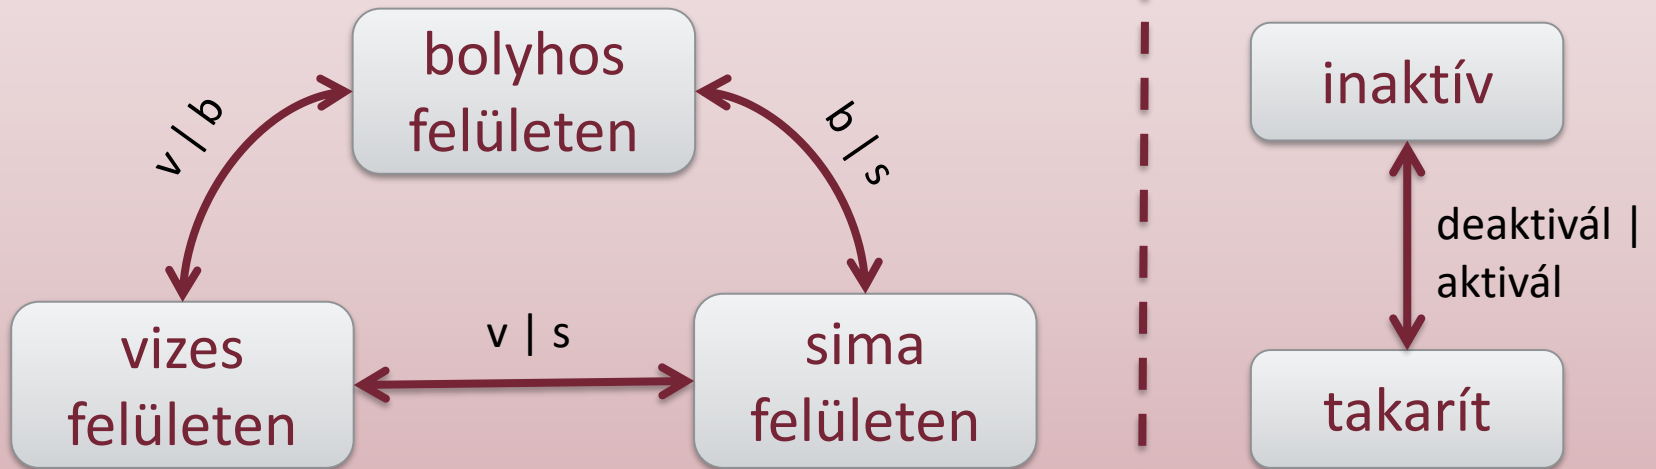 bolyhos
felületen
v | b
b | s
vizes
felületen
v | s
sima
felületen
inaktív
deaktivál |
aktivál
takarít